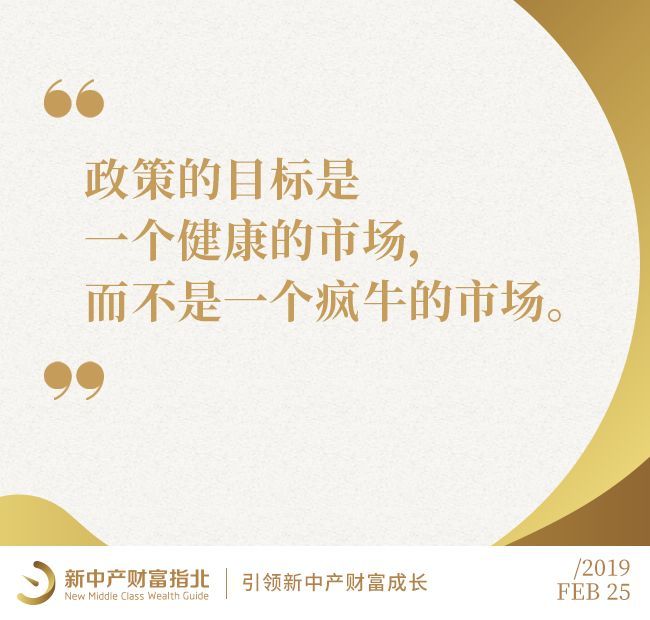 政策的目标是
一个健康的市场，
而不是一个疯牛的市场。
新中产财富指北
New Middle Class Wealth Guide
引领新中产财富成长
/2019
FEB 25